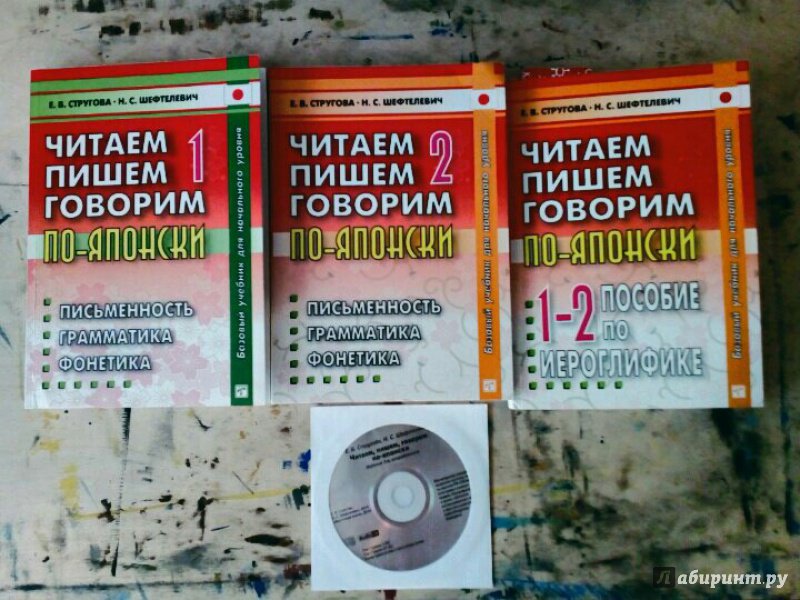 Е. В. СТРУГОВА · Н. С. ШЕФТЕЛЕВИЧ
ЧИТАЕМ
ПИШЕМ
ГОВОРИМ
1
ПО-ЯПОНСКИ
ПИСЬМЕННОСТЬ
ГРАММАТИКА
ФОНЕТИКА
Базовый учебник для начального уровня
Е. В. СТРУГОВА · Н. С. ШЕФТЕЛЕВИЧ
ЧИТАЕМ
ПИШЕМ
ГОВОРИМ
2
ПО-ЯПОНСКИ
ПИСЬМЕННОСТЬ
ГРАММАТИКА
ФОНЕТИКА
Базовый учебник для начального уровня
Е. В. СТРУГОВА · Н. С. ШЕФТЕЛЕВИЧ
ЧИТАЕМ
ПИШЕМ
ГОВОРИМ
ПО-ЯПОНСКИ
1-2 ПОСОБИЕ
ПО
ИЕРОГЛИФИКЕ
Базовый учебник для начального уровня
Е. В. Стругова, Н. С.
Читаем, пишем, говорим
по-японски
Лабиринт.ру